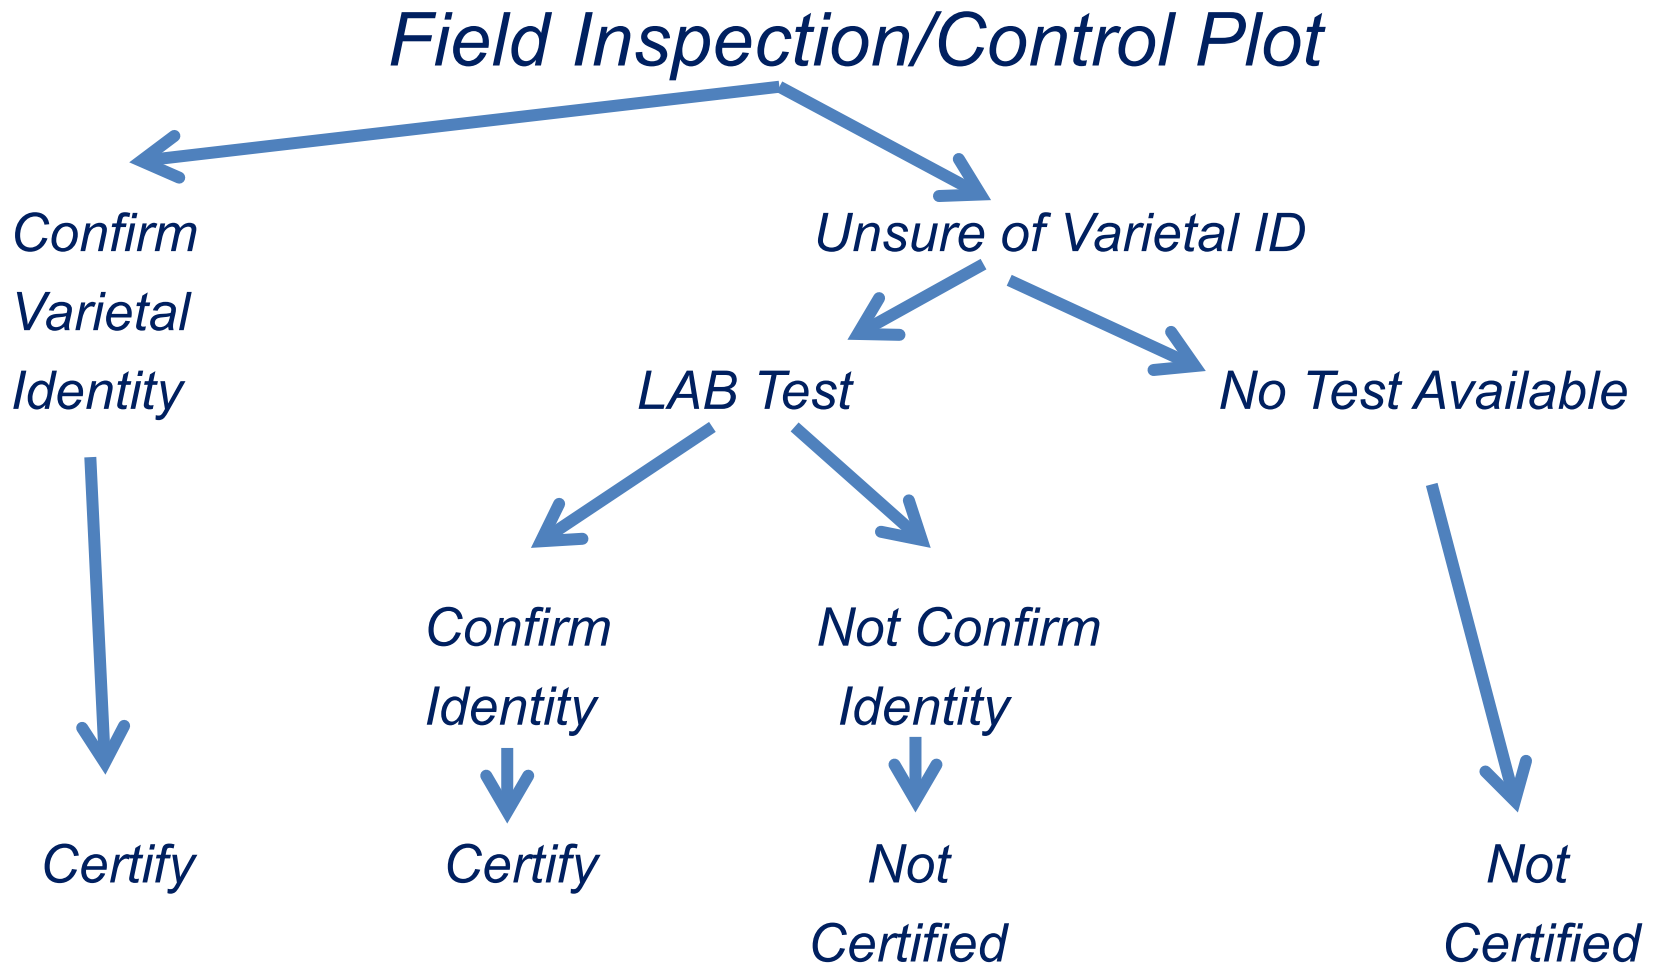 Field Inspection/Control Plot
Confirm
Varietal
Identity
Unsure of Varietal ID
LAB Test
No Test Available
Confirm
Identity
Not Confirm
Identity
Certify
Certify
Not
Certified
Not
Certified